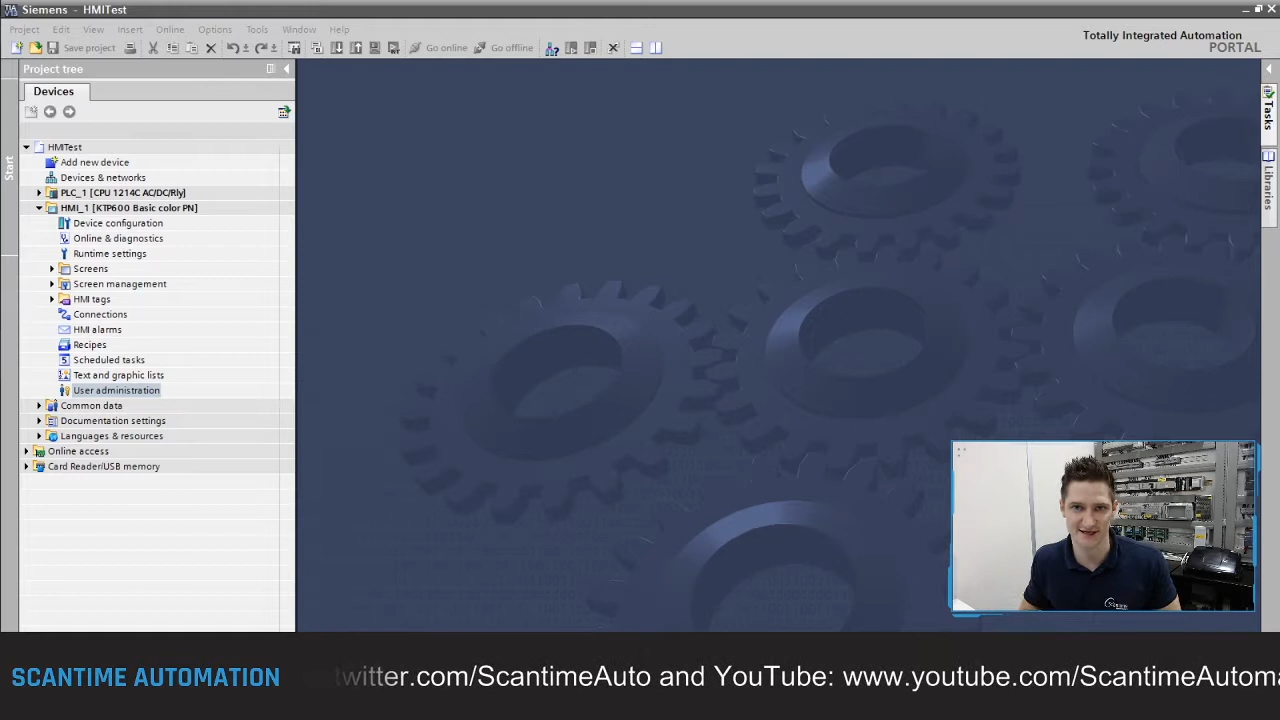 Siemens - HMITest
Project Edit View Insert Online Options Tools Window Help
Save project Go online Go offline
Totally Integrated Automation
PORTAL
Project tree
Devices
Start
HMITest
Add new device
Devices & networks
PLC_1 [CPU 1214C AC/DC/Rly]
HMI_1 [KTP600 Basic color PN]
Device configuration
Online & diagnostics
Runtime settings
Screens
Screen management
HMI tags
Connections
HMI alarms
Recipes
Scheduled tasks
Text and graphic lists
User administration
Common data
Documentation settings
Languages & resources
Online access
Card Reader/USB memory
Tasks
Libraries
SCANTIME AUTOMATION
twitter.com/ScantimeAuto and YouTube: www.youtube.com/ScantimeAutoma